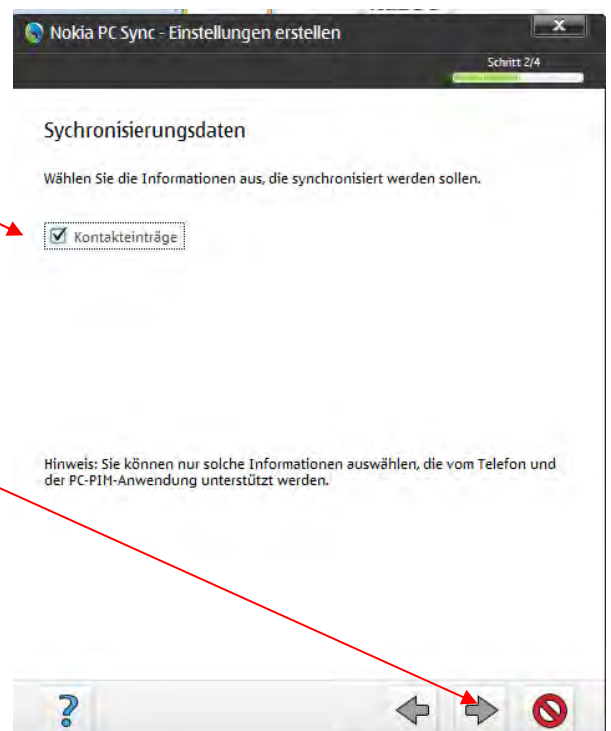 Nokia PC Sync - Einstellungen erstellen
x
Schritt 2/4
Sychronisierungsdaten
Wählen Sie die Informationen aus, die synchronisiert werden sollen.
Kontakteinträge
Hinweis: Sie können nur solche Informationen auswählen, die vom Telefon und
der PC-PIM-Anwendung unterstützt werden.
?